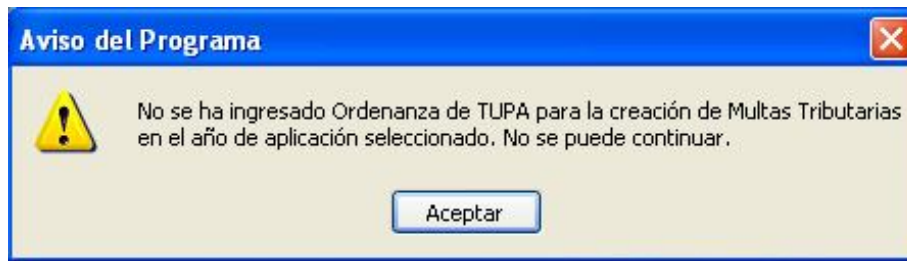 Aviso del Programa
No se ha ingresado Ordenanza de TUPA para la creación de Multas Tributarias
en el año de aplicación seleccionado. No se puede continuar.
Aceptar